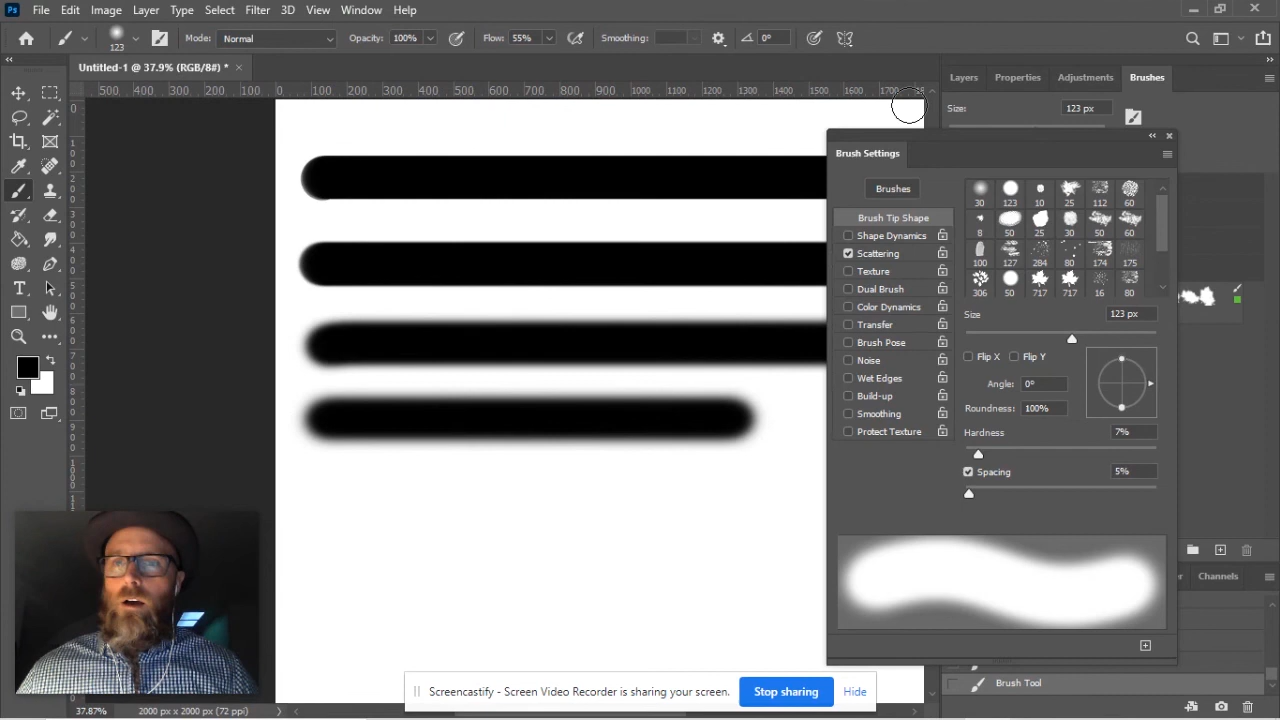 Ps File Edit Image Layer Type Select Filter 3D View Window Help
123 Mode: Normal Opacity: 100% Flow: 55% Smoothing: 0°
Untitled-1 @ 37.9% (RGB/8#) *
Layers Properties Adjustments Brushes
500 400 300 200 100 0 100 200 300 400 500 600 700 800 900 1000 1100 1200 1300 1400 1500 1600 1700
Size: 123 px
Brush Settings
Brushes
30 123 10 25 112 60
Brush Tip Shape
8 50 25 30 50 60
Shape Dynamics
Scattering
100 127 284 80 174 175
Texture
Dual Brush
306 50 717 717 16 80
Color Dynamics
Size 123 px
Transfer
Brush Pose
Flip X Flip Y
Noise
Wet Edges
Angle: 0°
Build-up
Roundness: 100%
Smoothing
Protect Texture
Hardness 7%
Spacing 5%
Channels
Screencastify - Screen Video Recorder is sharing your screen. Stop sharing Hide
Brush Tool
37.87% 2000 px x 2000 px (72 ppi)